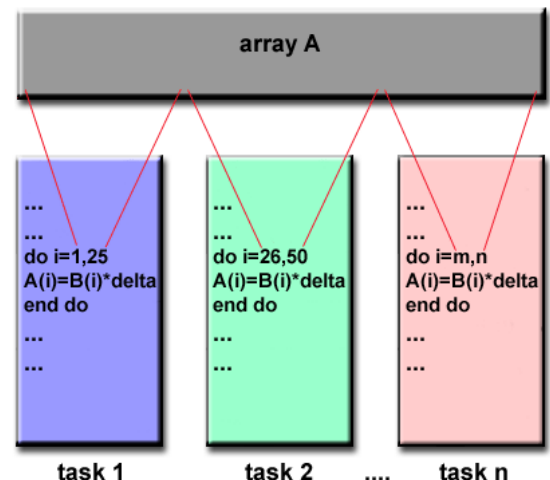 array A
...
...
do i=1,25
A(i)=B(i)*delta
end do
...
...
task 1
...
...
do i=26,50
A(i)=B(i)*delta
end do
...
...
task 2
....
...
...
do i=m,n
A(i)=B(i)*delta
end do
...
...
task n